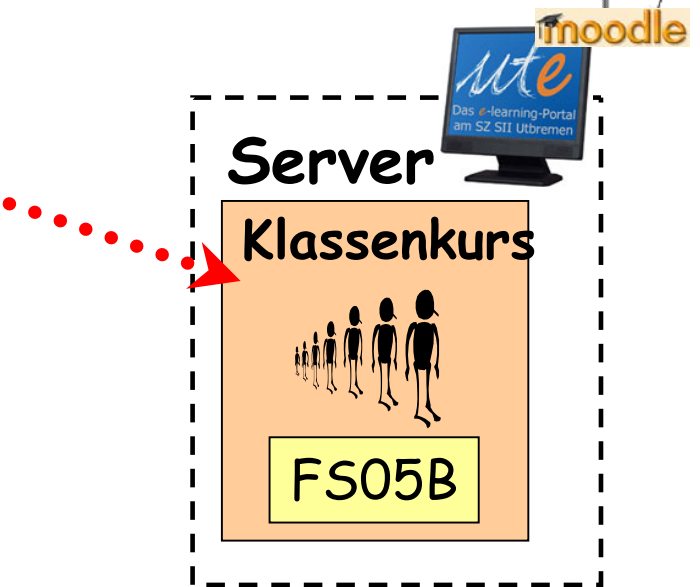 moodle
ute
Das e-learning-Portal
am SZ SII Utbremen
Server
Klassenkurs
FS05B